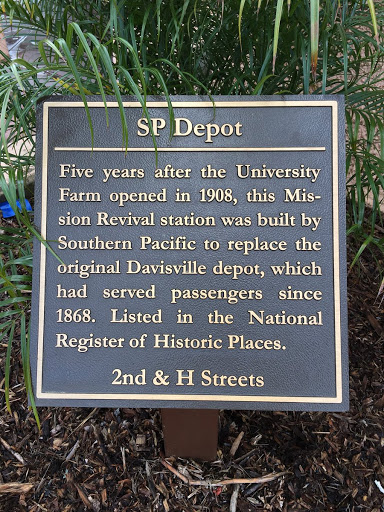 SP Depot
Five years after the University
Farm opened in 1908, this Mis-
sion Revival station was built by
Southern Pacific to replace the
original Davisville depot, which
had served passengers since
1868. Listed in the National
Register of Historic Places.
2nd & H Streets